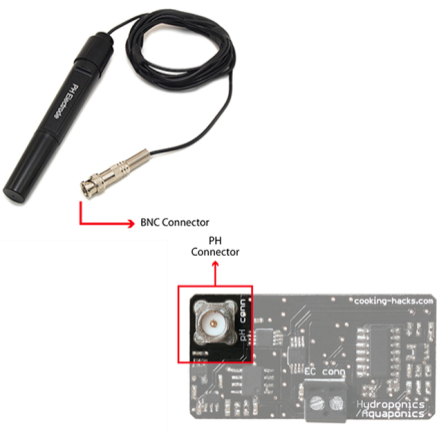 PH Electrode
BNC Connector
PH
Connector
cooking-hacks.com
pH conn
EC conn
Hydroponics
/Aquaponics